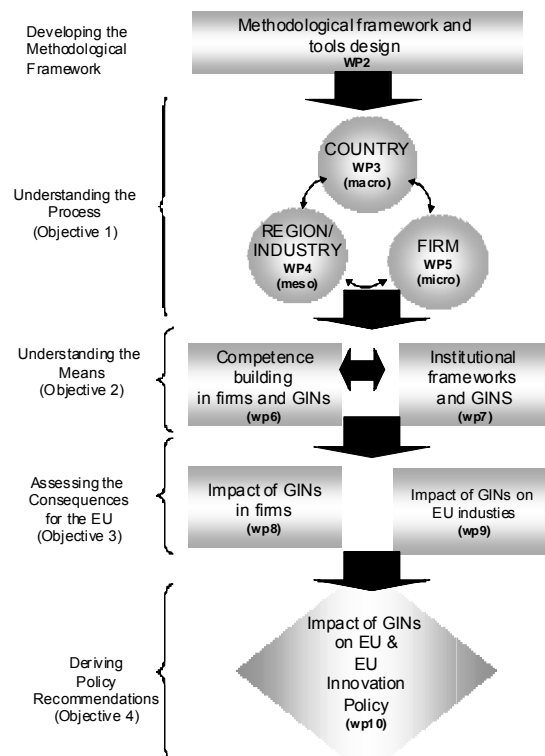 Developing the
Methodological
Framework
Methodological framework and
tools design
WP2
Understanding the
Process
(Objective 1)
COUNTRY
WP3
(macro)
REGION/
INDUSTRY
WP4
(meso)
FIRM
WP5
(micro)
Understanding the
Means
(Objective 2)
Competence
building
in firms and GINs
(wp6)
Institutional
frameworks
and GINS
(wp7)
Assessing the
Consequences
for the EU
(Objective 3)
Impact of GINs
in firms
(wp8)
Impact of GINs on
EU industies
(wp9)
Deriving
Policy
Recommendations
(Objective 4)
Impact of GINs
on EU &
EU
Innovation
Policy
(wp10)